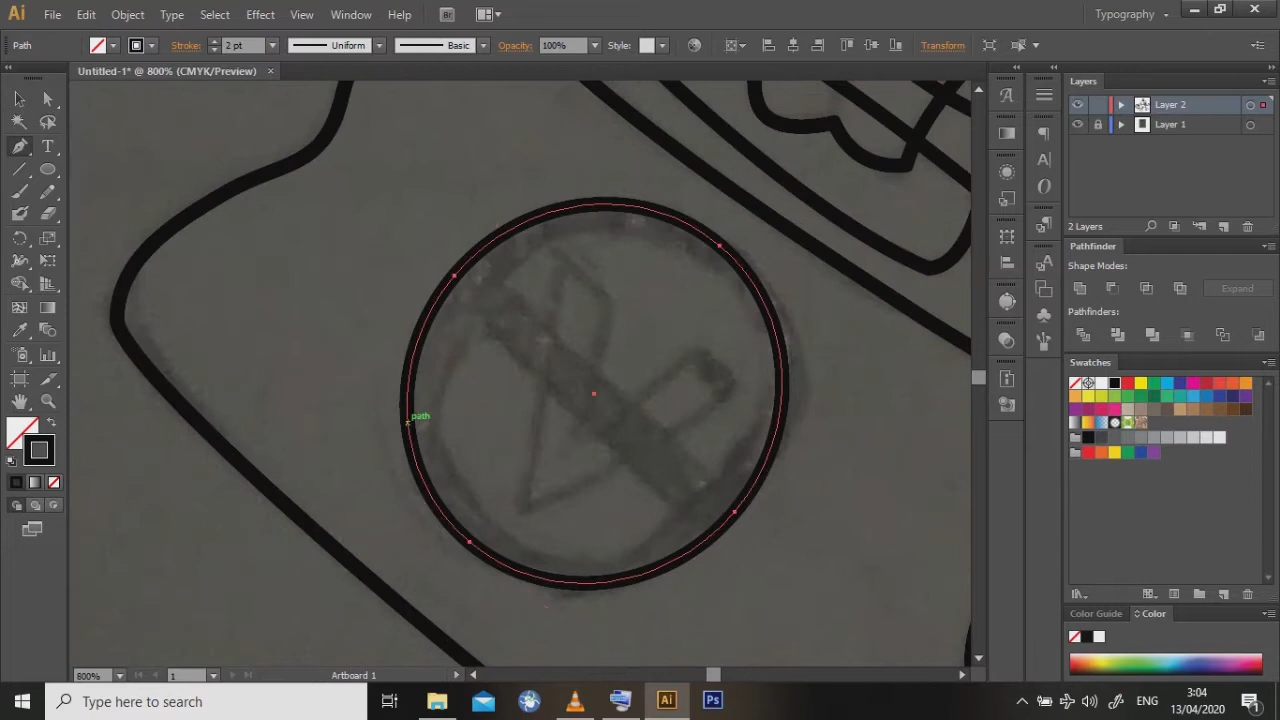 Ai File Edit Object Type Select Effect View Window Help Br Typography
Path Stroke: 2 pt Uniform Basic Opacity: 100% Style: Transform
Untitled-1* @ 800% (CMYK/Preview)
Layers
Layer 2
Layer 1
2 Layers
Pathfinder
Shape Modes:
Expand
Pathfinders:
Swatches
path
Color Guide Color
800% 1 Artboard 1
Type here to search
Ai Ps
ENG
3:04
13/04/2020